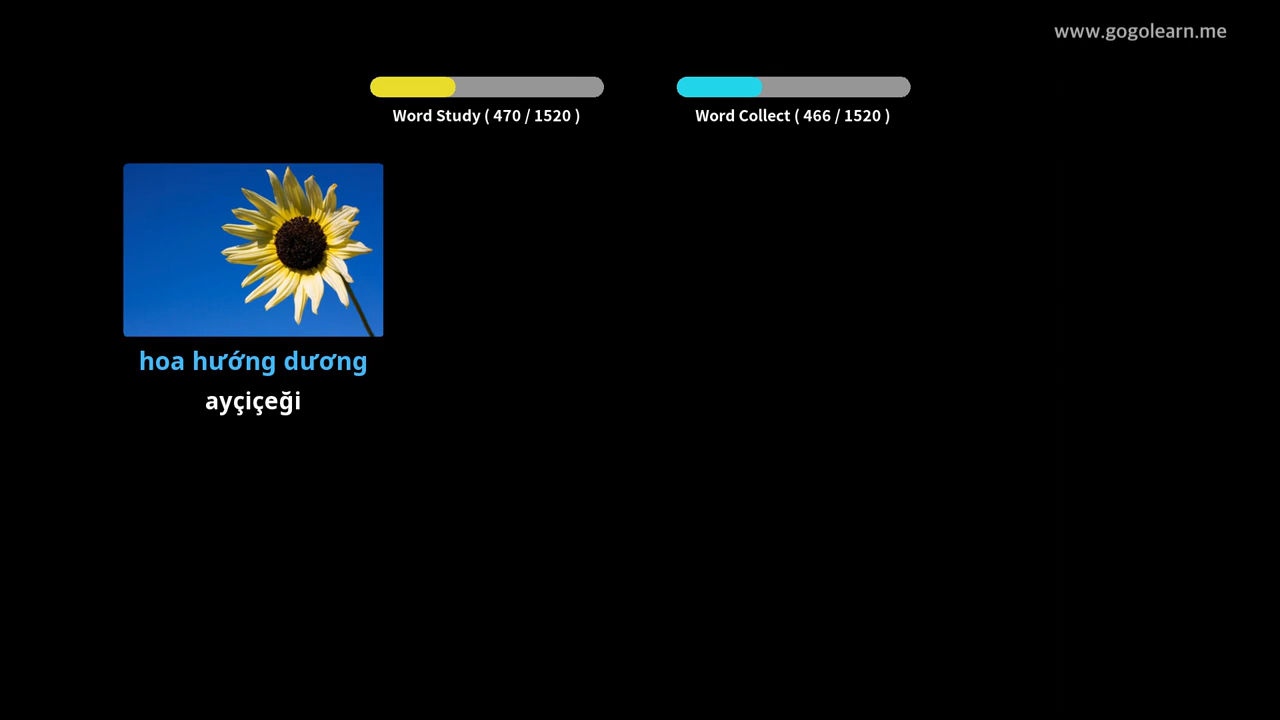 www.gogolearn.me
Word Study ( 470 / 1520 )
Word Collect ( 466 / 1520 )
hoa hướng dương
ayçiçeği